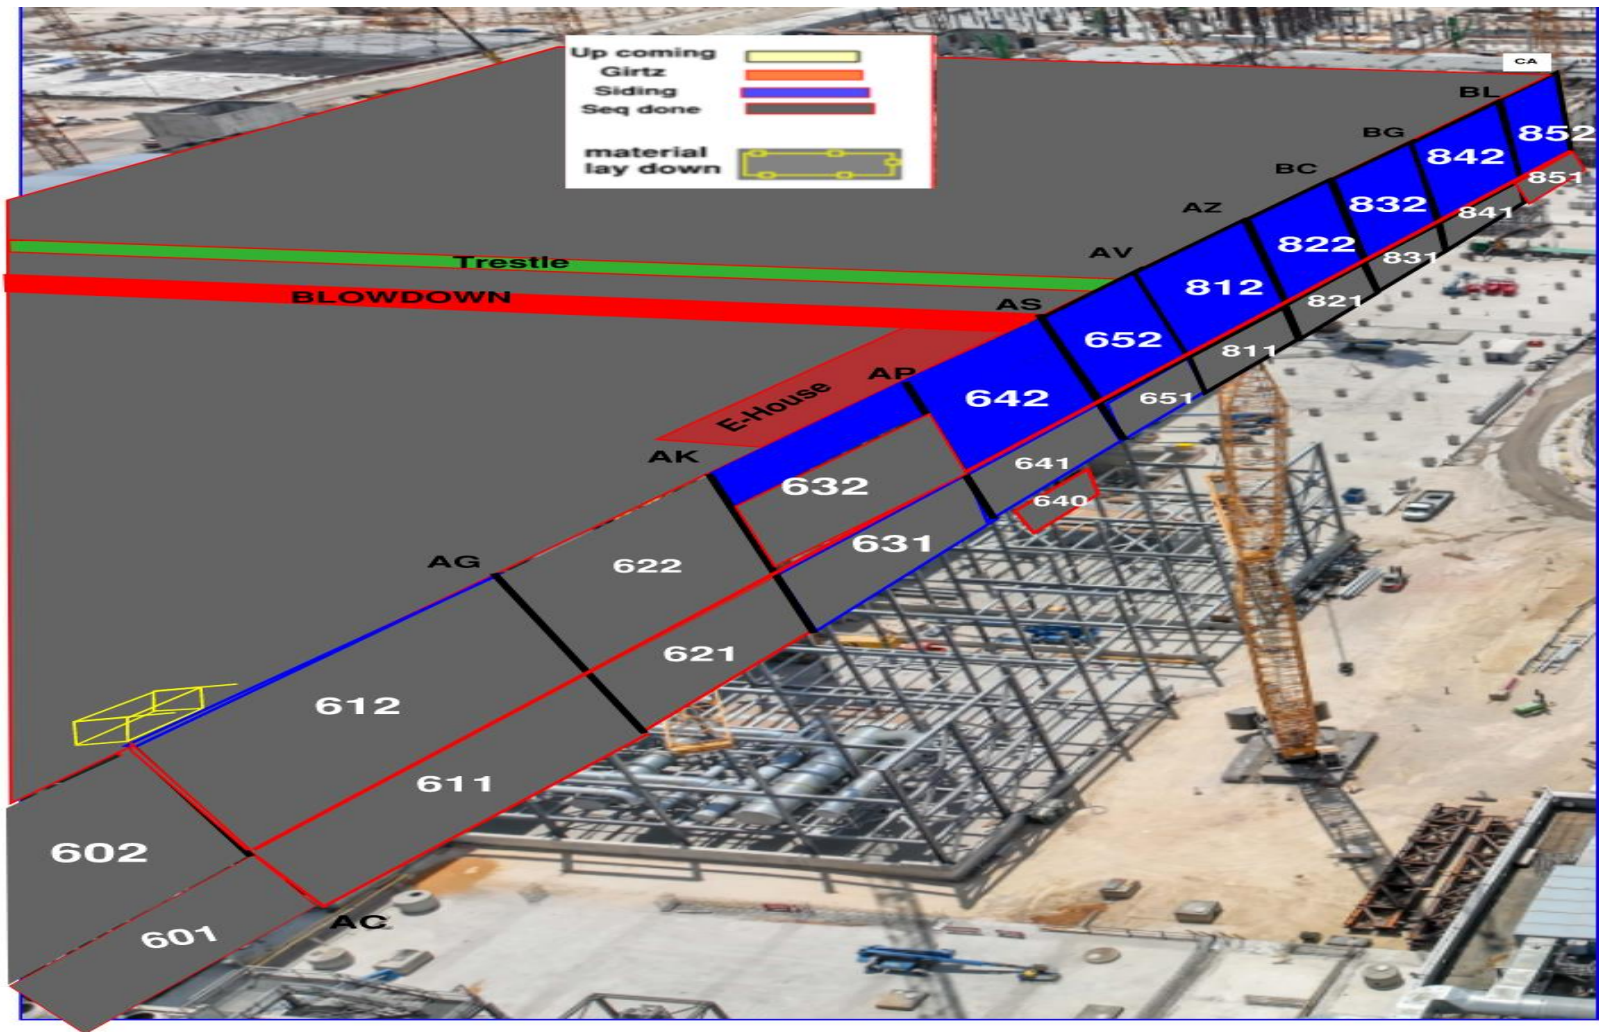 Up coming
Girtz
Siding
Seq done
material
lay down
CA
BL
852
BG
842
851
BC
832
841
AZ
822
831
AV
812
821
Trestle
BLOWDOWN
AS
652
811
AP
642
651
E-House
AK
632
641
640
AG
622
631
621
612
611
602
601
AC